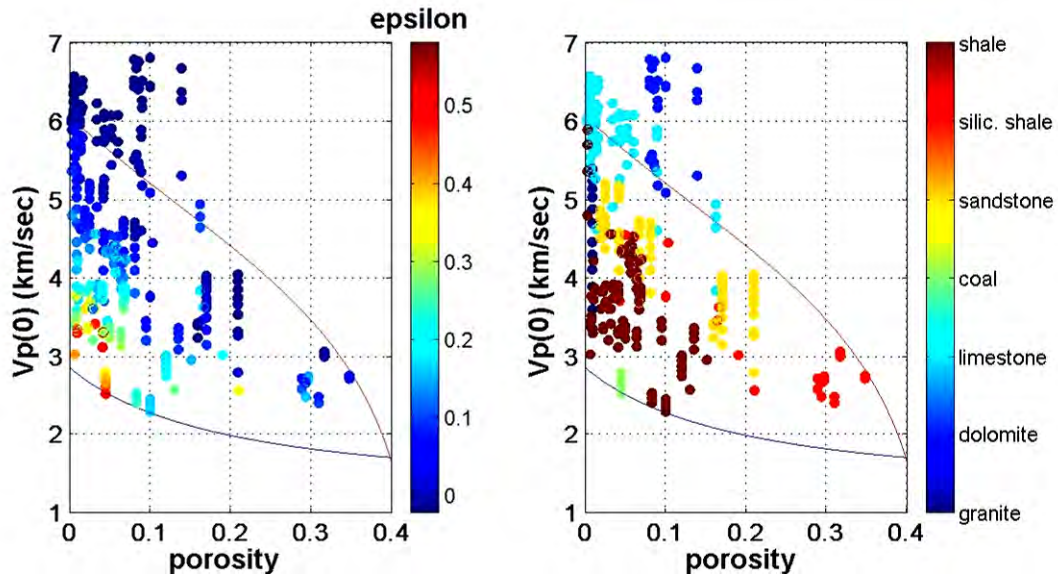 epsilon
7
6
5
4
3
2
1
Vp(0) (km/sec)
0
0.1
0.2
0.3
0.4
porosity
0.5
0.4
0.3
0.2
0.1
0
7
6
5
4
3
2
1
Vp(0) (km/sec)
0
0.1
0.2
0.3
0.4
porosity
shale
silic. shale
sandstone
coal
limestone
dolomite
granite